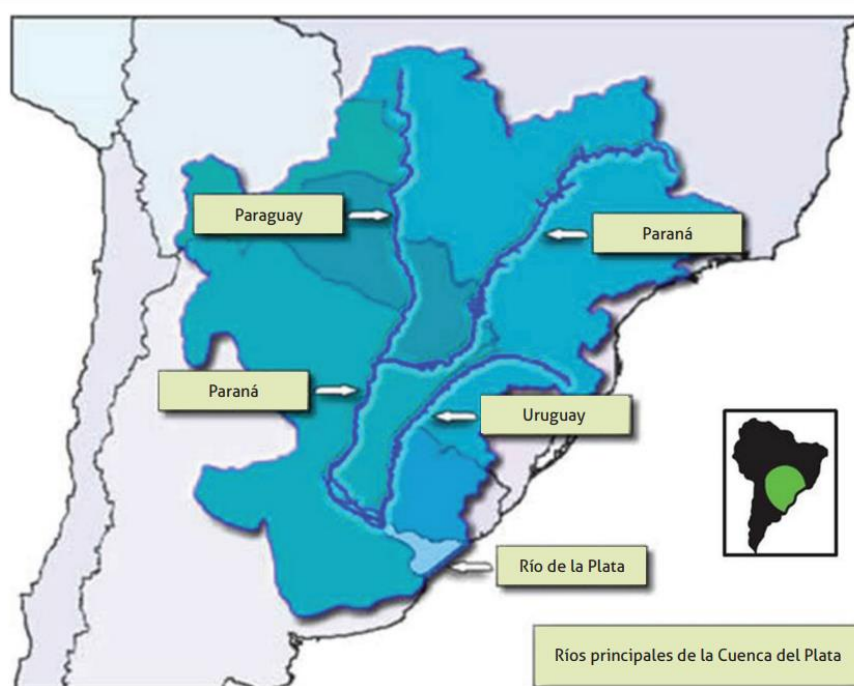 Paraguay
Paraná
Paraná
Uruguay
Río de la Plata
Ríos principales de la Cuenca del Plata